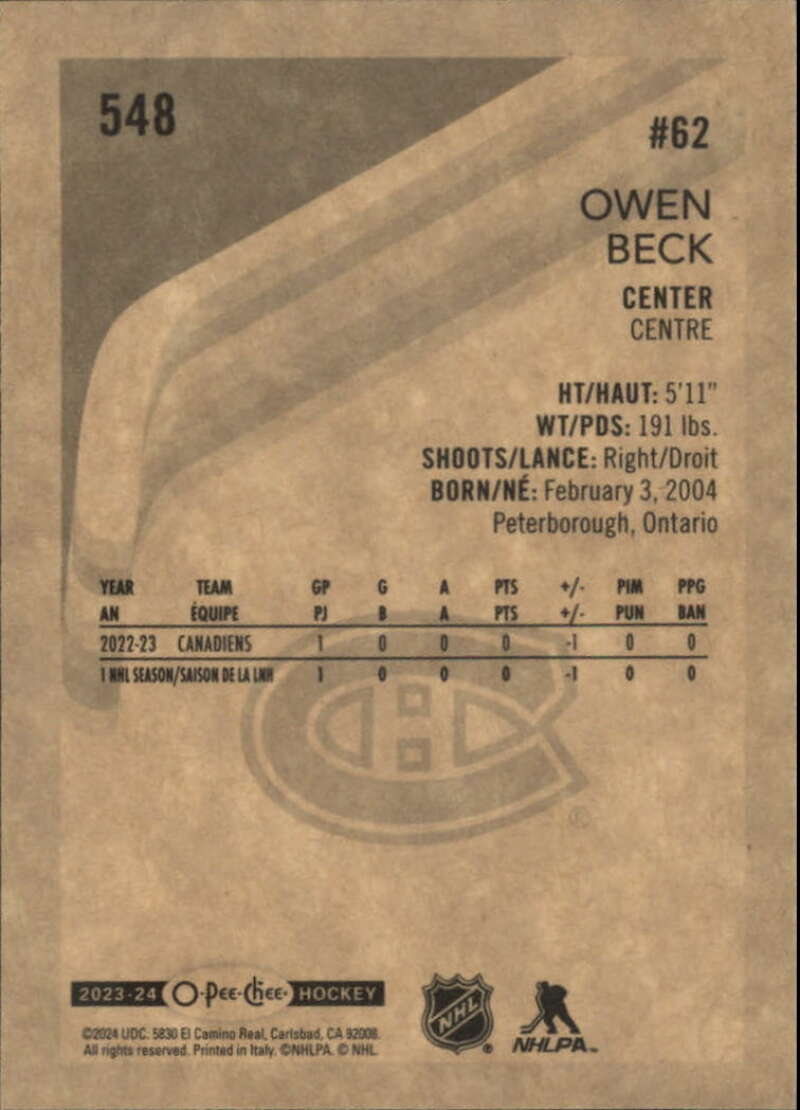 548
#62
OWEN
BECK
CENTER
CENTRE
HT/HAUT: 5'11"
WT/PDS: 191 lbs.
SHOOTS/LANCE: Right/Droit
BORN/NÉ: February 3, 2004
Peterborough, Ontario
YEAR TEAM GP G A PTS +/- PIM PPG
AN ÉQUIPE PJ B A PTS +/- PUN BAN
2022-23 CANADIENS 1 0 0 0 -1 0 0
1 NHL SEASON/SAISON DE LA LNH 1 0 0 0 -1 0 0
2023-24 O-Pee-Chee HOCKEY
©2024 UDC. 5830 El Camino Real, Carlsbad, CA 92008.
All rights reserved. Printed in Italy. ©NHLPA. © NHL.
NHL ®
NHLPA™